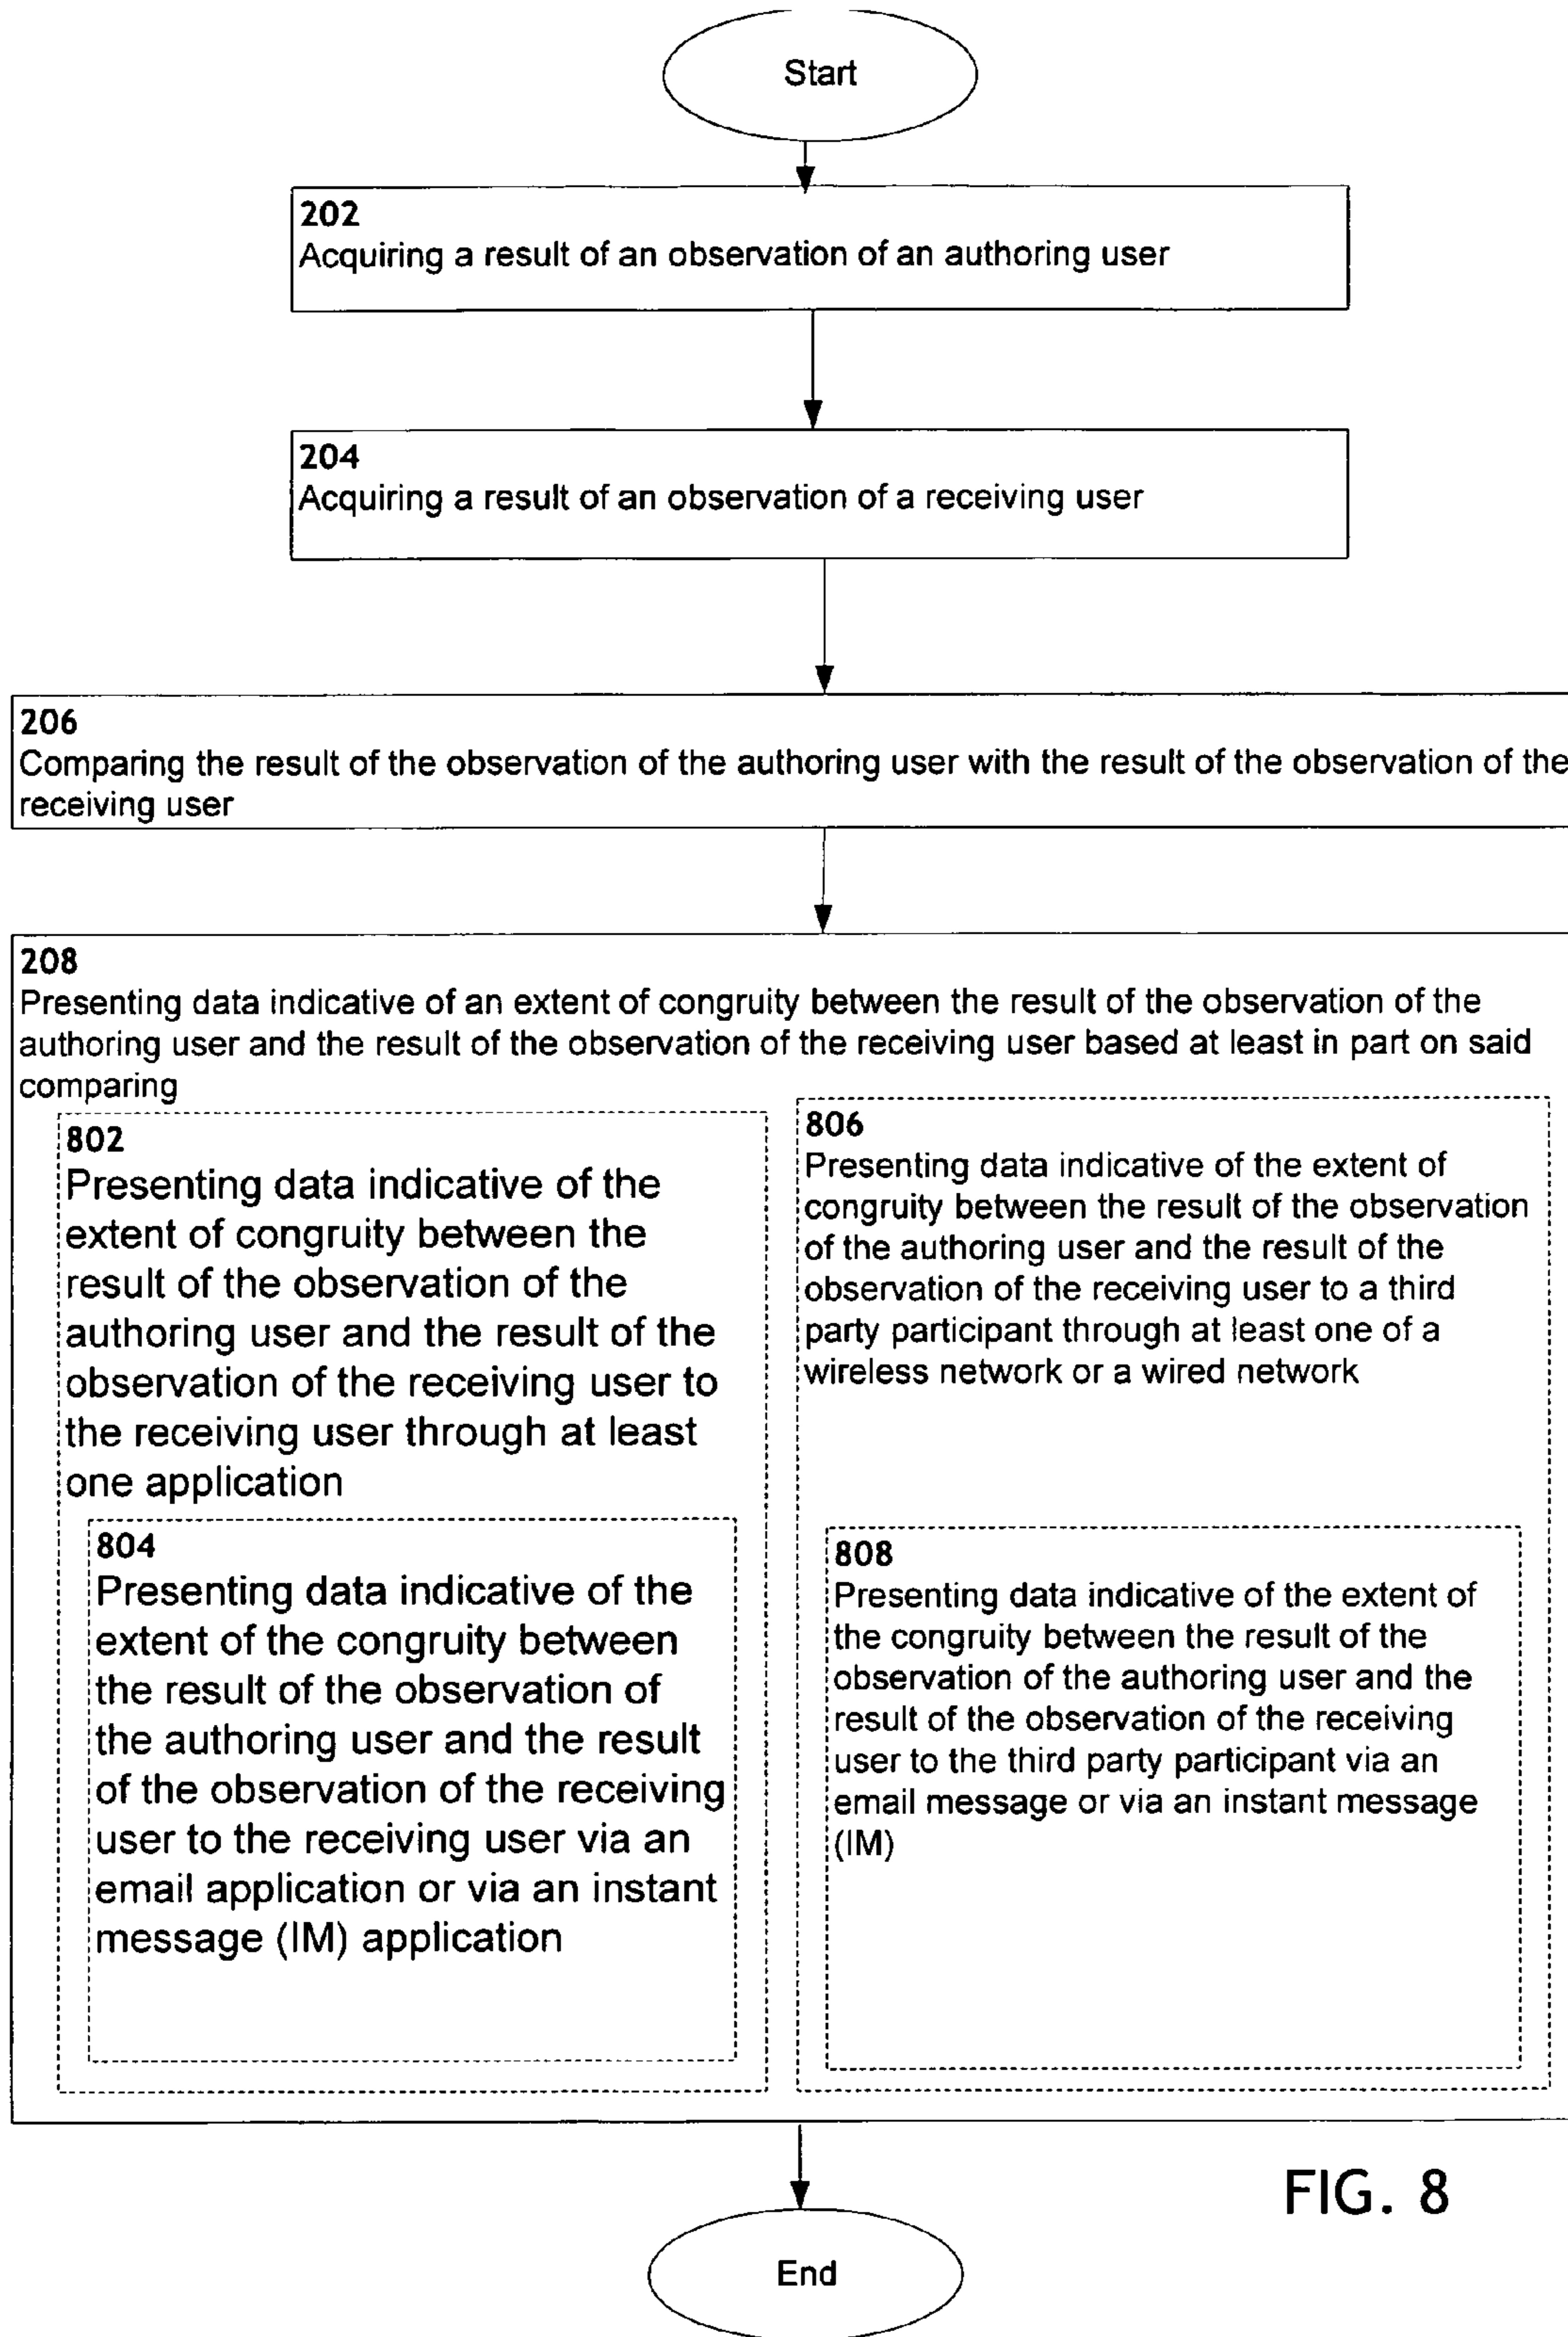 Start
202
Acquiring a result of an observation of an authoring user
204
Acquiring a result of an observation of a receiving user
206
Comparing the result of the observation of the authoring user with the result of the observation of the
receiving user
208
Presenting data indicative of an extent of congruity between the result of the observation of the
authoring user and the result of the observation of the receiving user based at least in part on said
comparing
802
Presenting data indicative of the
extent of congruity between the
result of the observation of the
authoring user and the result of the
observation of the receiving user to
the receiving user through at least
one application
804
Presenting data indicative of the
extent of the congruity between
the result of the observation of
the authoring user and the result
of the observation of the receiving
user to the receiving user via an
email application or via an instant
message (IM) application
806
Presenting data indicative of the extent of
congruity between the result of the observation
of the authoring user and the result of the
observation of the receiving user to a third
party participant through at least one of a
wireless network or a wired network
808
Presenting data indicative of the extent of
the congruity between the result of the
observation of the authoring user and the
result of the observation of the receiving
user to the third party participant via an
email message or via an instant message
(IM)
FIG. 8
End